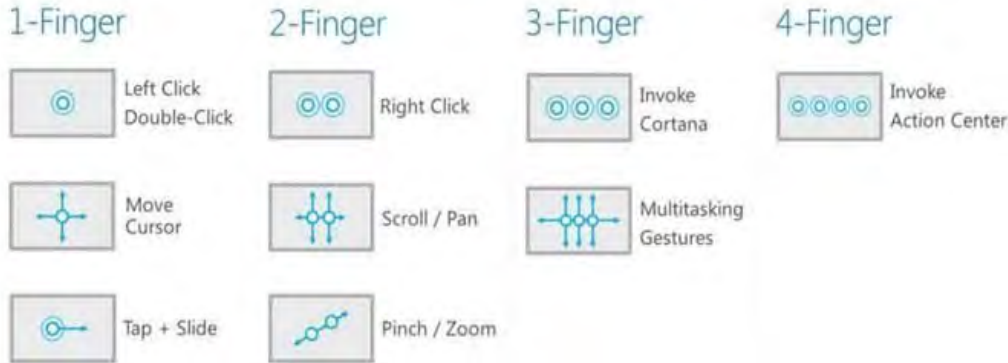 1-Finger
2-Finger
3-Finger
4-Finger
Left Click
Double-Click
Right Click
Invoke
Cortana
Invoke
Action Center
Move
Cursor
Scroll / Pan
Multitasking
Gestures
Tap + Slide
Pinch / Zoom